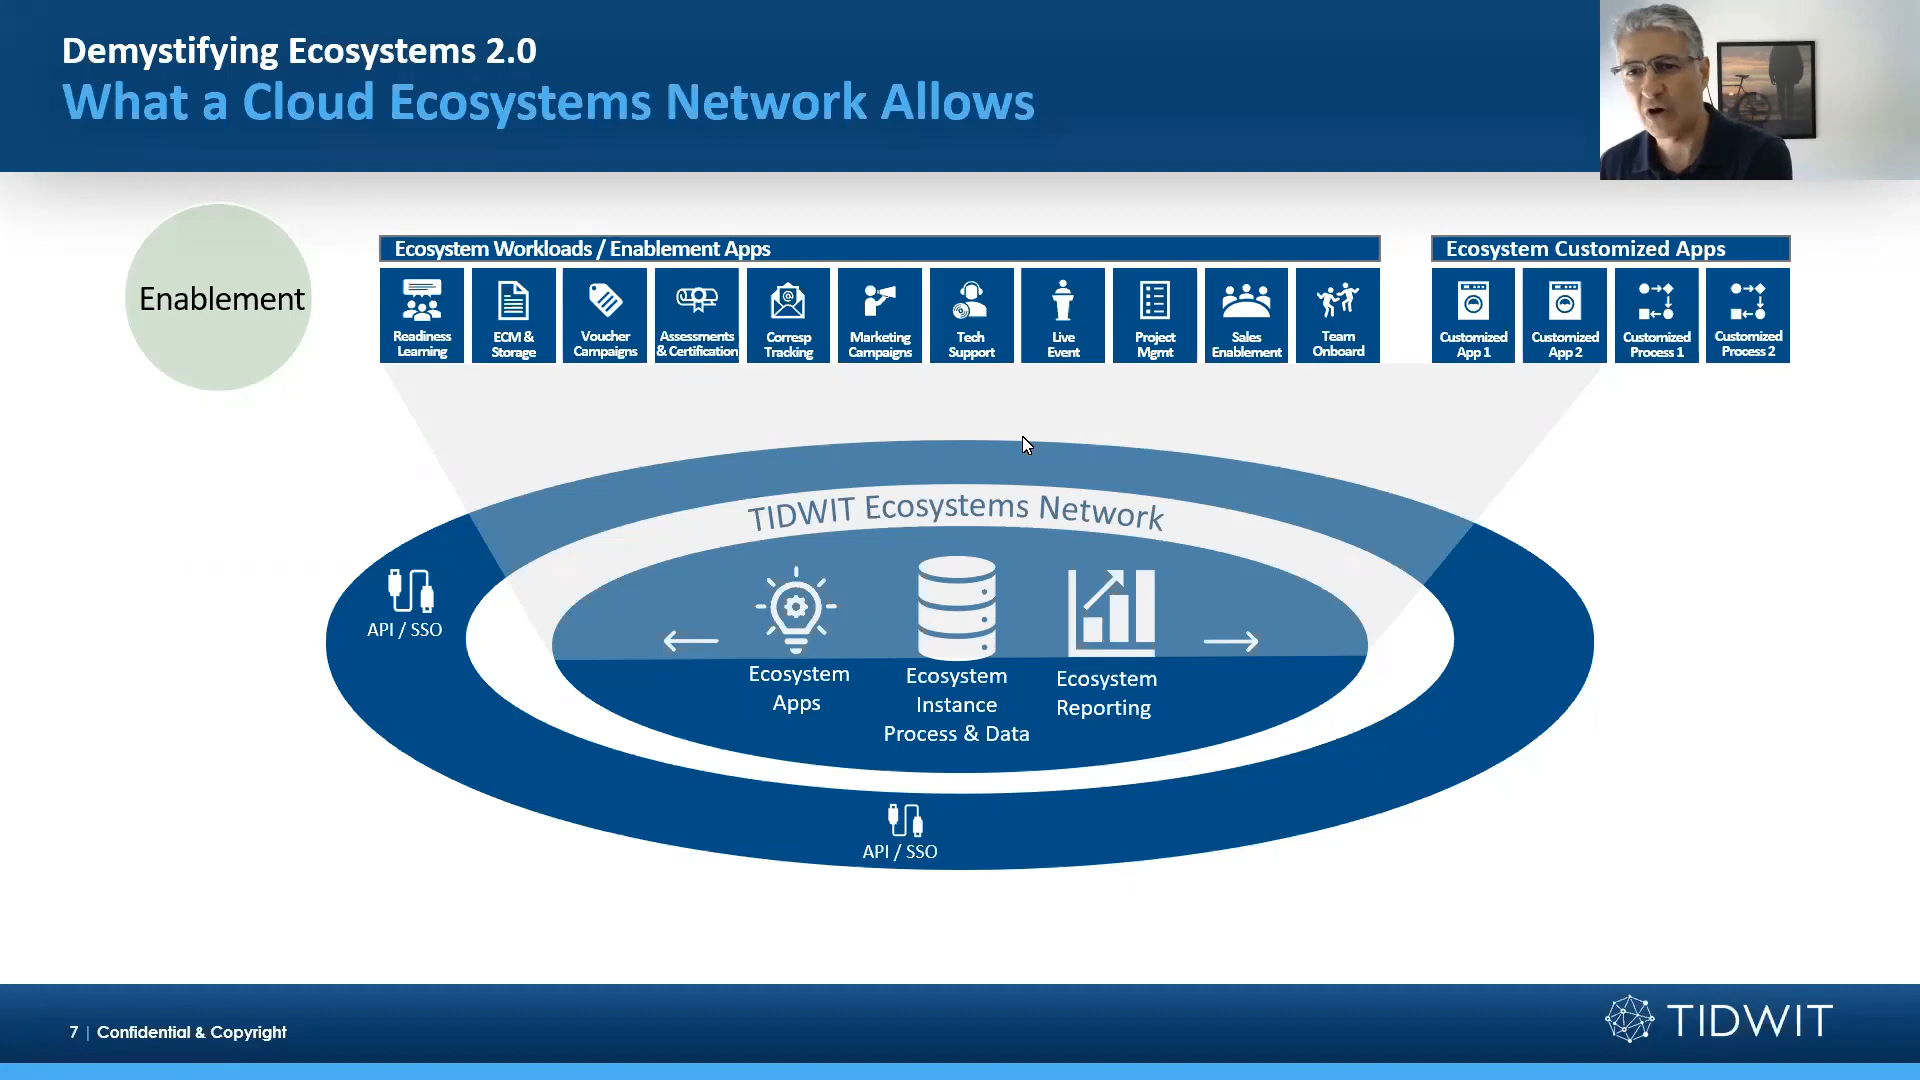 Demystifying Ecosystems 2.0
What a Cloud Ecosystems Network Allows
Enablement
Ecosystem Workloads / Enablement Apps
Readiness
Learning
ECM &
Storage
Voucher
Campaigns
Assessments
& Certification
Corresp
Tracking
Marketing
Campaigns
Tech
Support
Live
Event
Project
Mgmt
Sales
Enablement
Team
Onboard
Ecosystem Customized Apps
Customized
App 1
Customized
App 2
Customized
Process 1
Customized
Process 2
TIDWIT Ecosystems Network
API / SSO
Ecosystem
Apps
Ecosystem
Instance
Process & Data
Ecosystem
Reporting
API / SSO
7 | Confidential & Copyright
TIDWIT